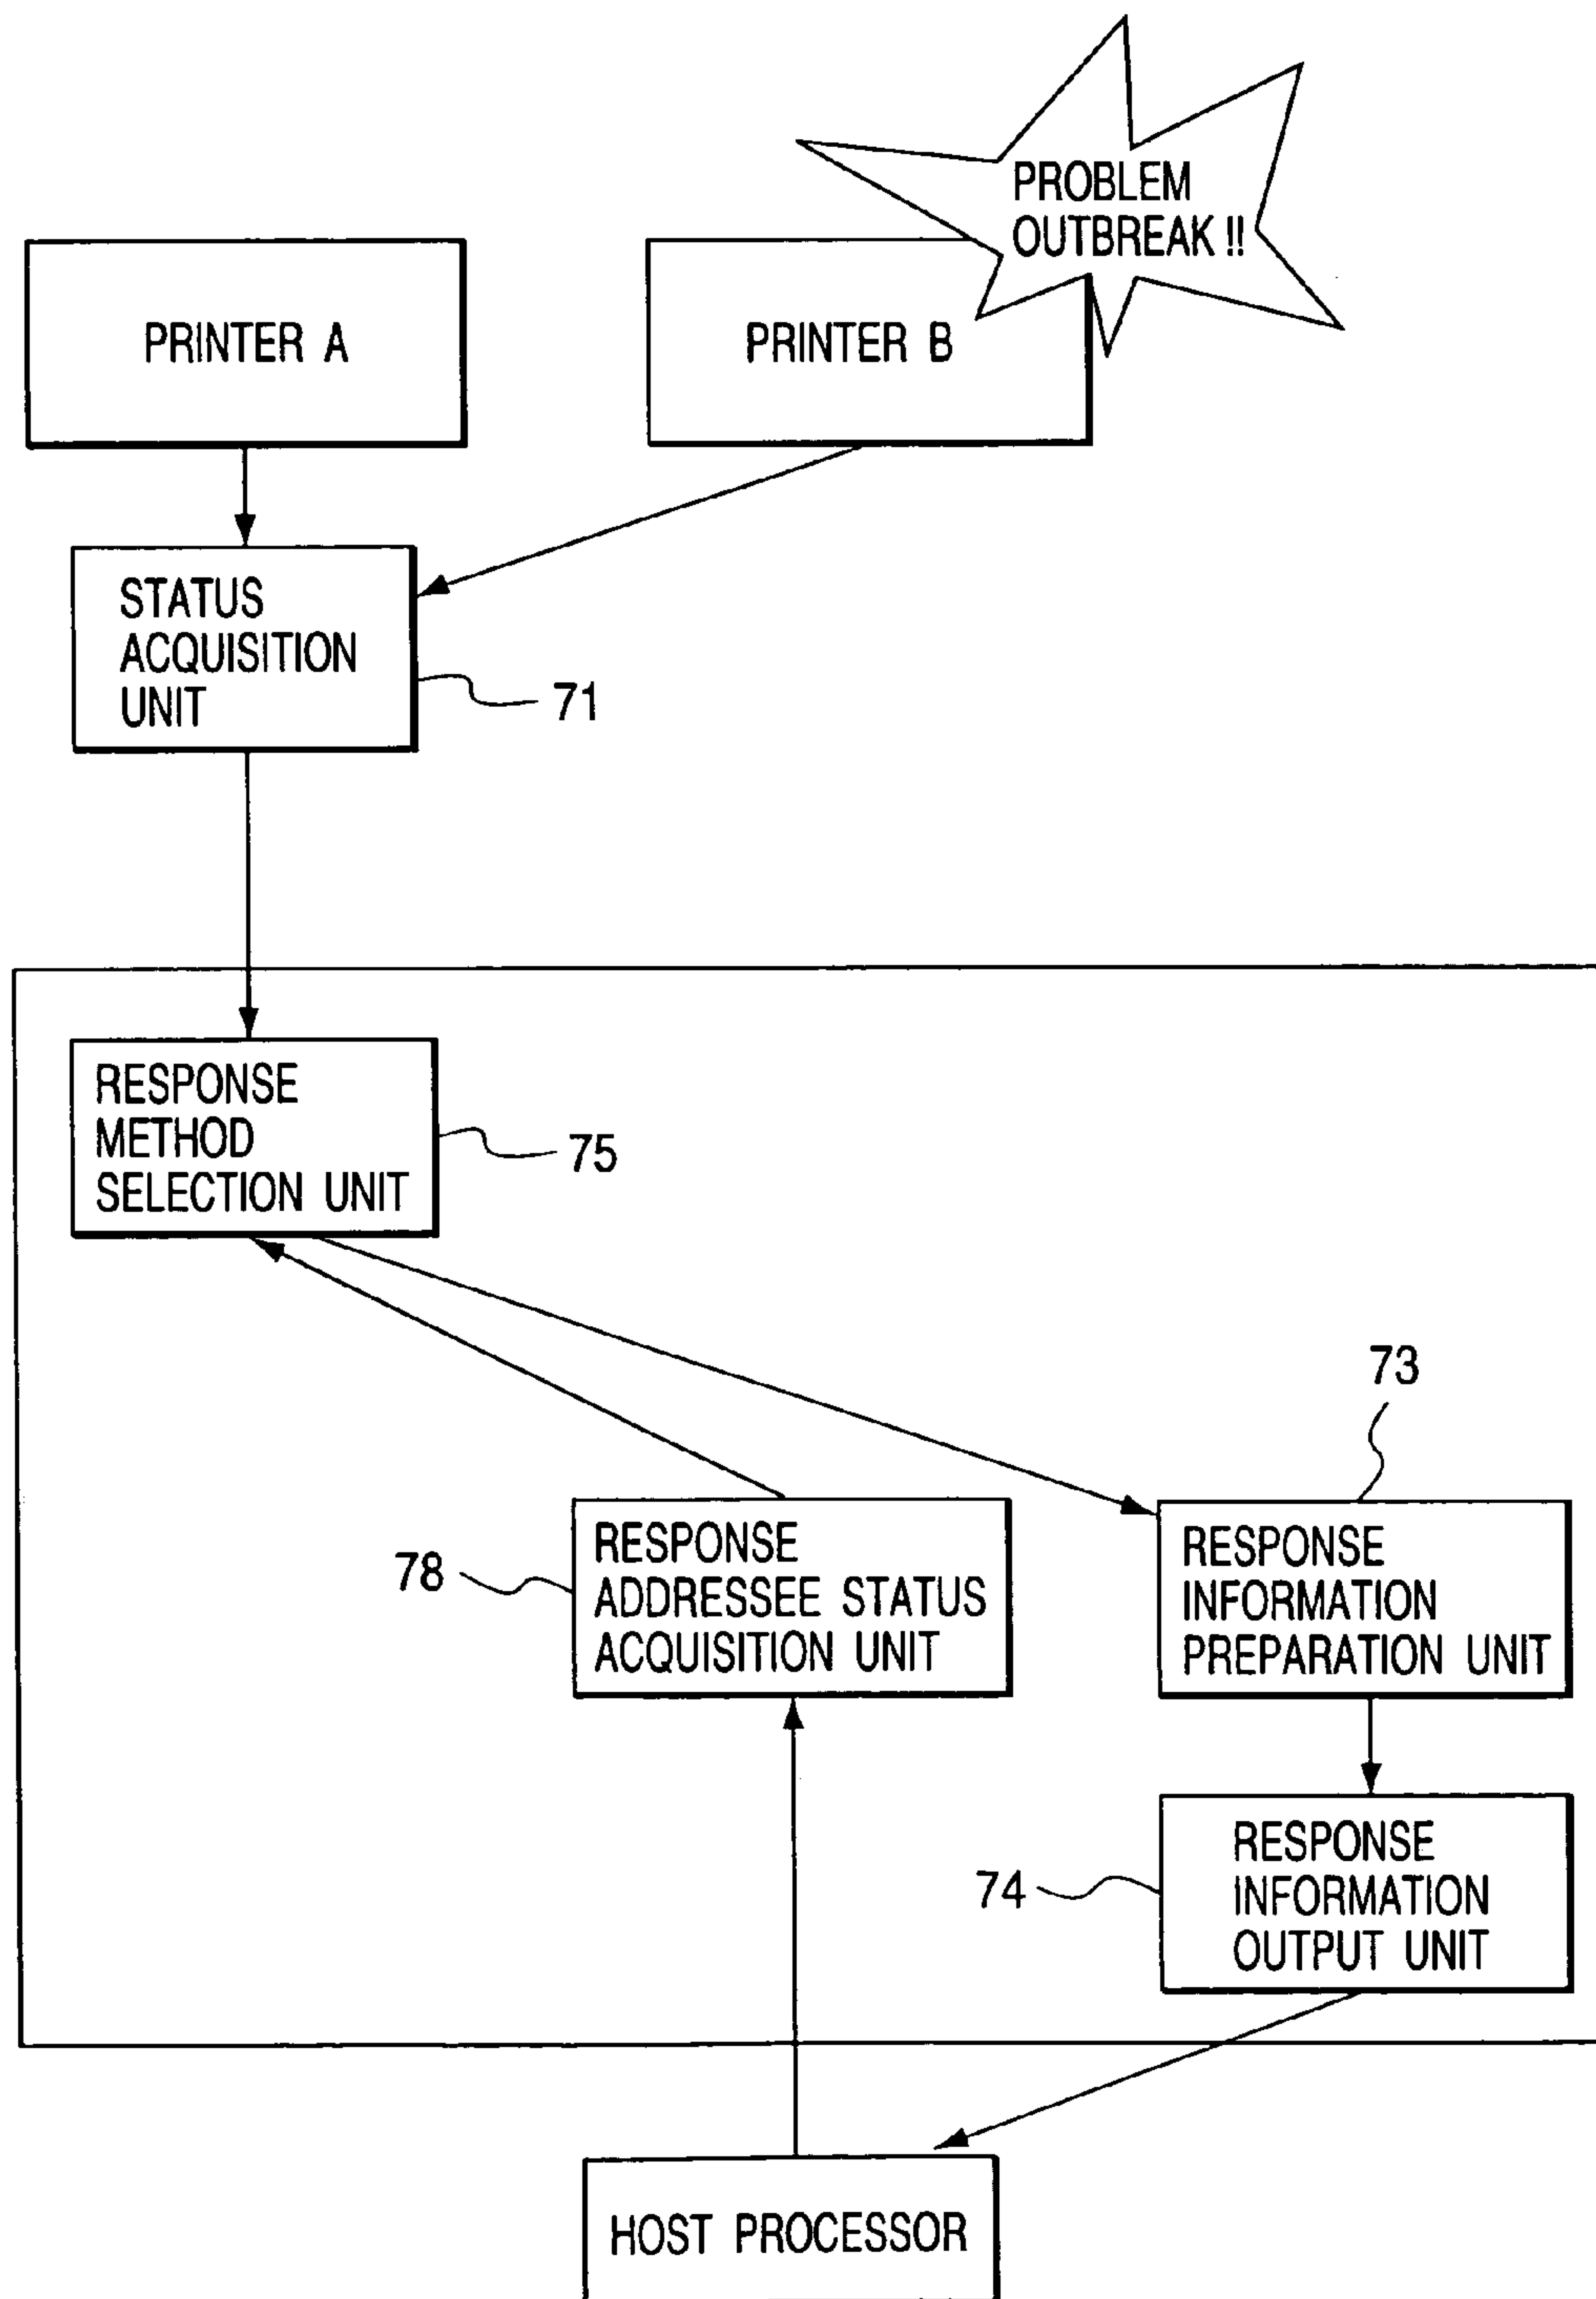 PROBLEM
OUTBREAK !!
PRINTER A
PRINTER B
STATUS
ACQUISITION
UNIT
71
RESPONSE
METHOD
SELECTION UNIT
75
73
RESPONSE
ADDRESSEE STATUS
ACQUISITION UNIT
78
RESPONSE
INFORMATION
PREPARATION UNIT
RESPONSE
INFORMATION
OUTPUT UNIT
74
HOST PROCESSOR